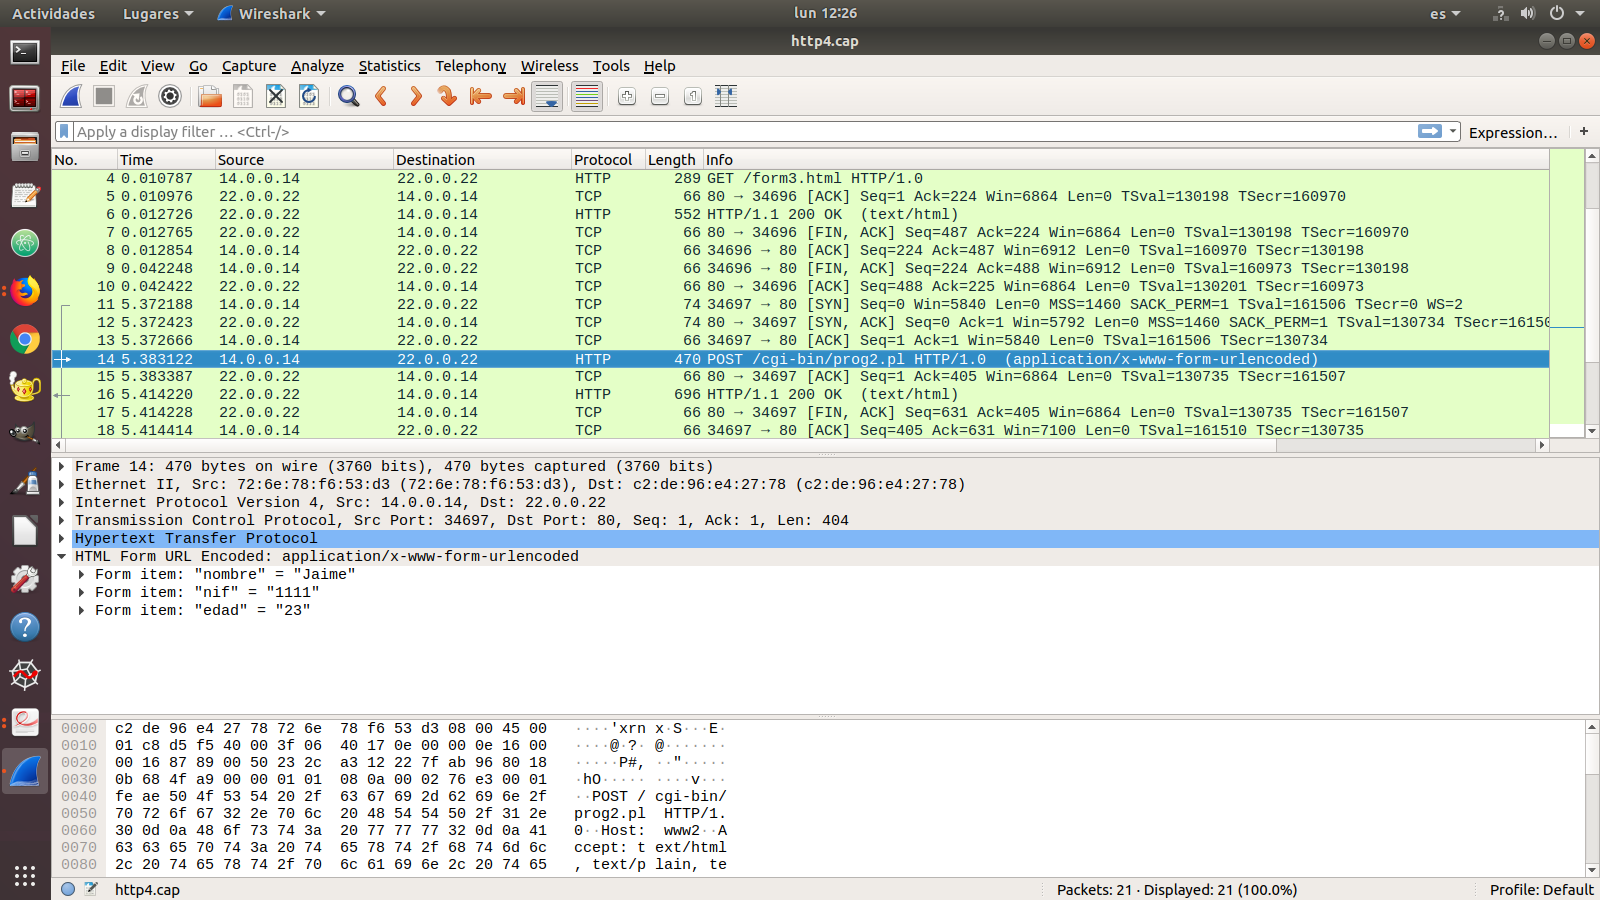 Actividades Lugares Wireshark lun 12:26 es
http4.cap
File Edit View Go Capture Analyze Statistics Telephony Wireless Tools Help
Apply a display filter … <Ctrl-/> Expression… +
No. Time Source Destination Protocol Length Info
4 0.010787 14.0.0.14 22.0.0.22 HTTP 289 GET /form3.html HTTP/1.0
5 0.010976 22.0.0.22 14.0.0.14 TCP 66 80 → 34696 [ACK] Seq=1 Ack=224 Win=6864 Len=0 TSval=130198 TSecr=160970
6 0.012726 22.0.0.22 14.0.0.14 HTTP 552 HTTP/1.1 200 OK (text/html)
7 0.012765 22.0.0.22 14.0.0.14 TCP 66 80 → 34696 [FIN, ACK] Seq=487 Ack=224 Win=6864 Len=0 TSval=130198 TSecr=160970
8 0.012854 14.0.0.14 22.0.0.22 TCP 66 34696 → 80 [ACK] Seq=224 Ack=487 Win=6912 Len=0 TSval=160970 TSecr=130198
9 0.042248 14.0.0.14 22.0.0.22 TCP 66 34696 → 80 [FIN, ACK] Seq=224 Ack=488 Win=6912 Len=0 TSval=160973 TSecr=130198
10 0.042422 22.0.0.22 14.0.0.14 TCP 66 80 → 34696 [ACK] Seq=488 Ack=225 Win=6864 Len=0 TSval=130201 TSecr=160973
11 5.372188 14.0.0.14 22.0.0.22 TCP 74 34697 → 80 [SYN] Seq=0 Win=5840 Len=0 MSS=1460 SACK_PERM=1 TSval=161506 TSecr=0 WS=2
12 5.372423 22.0.0.22 14.0.0.14 TCP 74 80 → 34697 [SYN, ACK] Seq=0 Ack=1 Win=5792 Len=0 MSS=1460 SACK_PERM=1 TSval=130734 TSecr=16150
13 5.372666 14.0.0.14 22.0.0.22 TCP 66 34697 → 80 [ACK] Seq=1 Ack=1 Win=5840 Len=0 TSval=161506 TSecr=130734
14 5.383122 14.0.0.14 22.0.0.22 HTTP 470 POST /cgi-bin/prog2.pl HTTP/1.0 (application/x-www-form-urlencoded)
15 5.383387 22.0.0.22 14.0.0.14 TCP 66 80 → 34697 [ACK] Seq=1 Ack=405 Win=6864 Len=0 TSval=130735 TSecr=161507
16 5.414220 22.0.0.22 14.0.0.14 HTTP 696 HTTP/1.1 200 OK (text/html)
17 5.414228 22.0.0.22 14.0.0.14 TCP 66 80 → 34697 [FIN, ACK] Seq=631 Ack=405 Win=6864 Len=0 TSval=130735 TSecr=161507
18 5.414414 14.0.0.14 22.0.0.22 TCP 66 34697 → 80 [ACK] Seq=405 Ack=631 Win=7100 Len=0 TSval=161510 TSecr=130735
Frame 14: 470 bytes on wire (3760 bits), 470 bytes captured (3760 bits)
Ethernet II, Src: 72:6e:78:f6:53:d3 (72:6e:78:f6:53:d3), Dst: c2:de:96:e4:27:78 (c2:de:96:e4:27:78)
Internet Protocol Version 4, Src: 14.0.0.14, Dst: 22.0.0.22
Transmission Control Protocol, Src Port: 34697, Dst Port: 80, Seq: 1, Ack: 1, Len: 404
Hypertext Transfer Protocol
HTML Form URL Encoded: application/x-www-form-urlencoded
Form item: "nombre" = "Jaime"
Form item: "nif" = "1111"
Form item: "edad" = "23"
0000 c2 de 96 e4 27 78 72 6e 78 f6 53 d3 08 00 45 00 ····'xrn x·S···E·
0010 01 c8 d5 f5 40 00 3f 06 40 17 0e 00 00 0e 16 00 ····@·?· @·······
0020 00 16 87 89 00 50 23 2c a3 12 22 7f ab 96 80 18 ·····P#, ··"·····
0030 0b 68 4f a9 00 00 01 01 08 0a 00 02 76 e3 00 01 ·hO····· ····v···
0040 fe ae 50 4f 53 54 20 2f 63 67 69 2d 62 69 6e 2f ··POST / cgi-bin/
0050 70 72 6f 67 32 2e 70 6c 20 48 54 54 50 2f 31 2e prog2.pl HTTP/1.
0060 30 0d 0a 48 6f 73 74 3a 20 77 77 77 32 0d 0a 41 0··Host: www2··A
0070 63 63 65 70 74 3a 20 74 65 78 74 2f 68 74 6d 6c ccept: t ext/html
0080 2c 20 74 65 78 74 2f 70 6c 61 69 6e 2c 20 74 65 , text/p lain, te
http4.cap Packets: 21 · Displayed: 21 (100.0%) Profile: Default